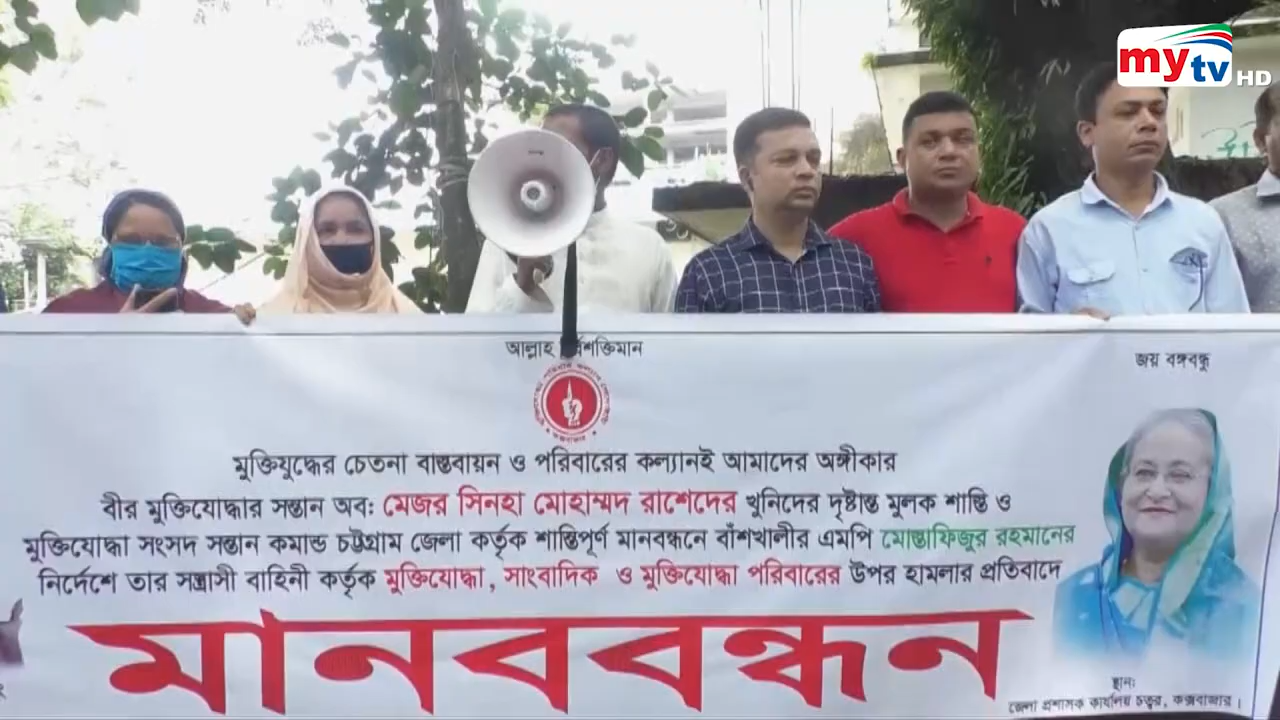 mytv HD
আল্লাহ
জয় বঙ্গবন্ধু
মুক্তিযুদ্ধের চেতনা বাস্তবায়ন ও পরিবারের কল্যানই আমাদের অঙ্গীকার
বীর মুক্তিযোদ্ধার সন্তান অব: মেজর সিনহা মোহাম্মদ রাশেদের খুনিদের দৃষ্টান্ত মুলক শাস্তি ও
মুক্তিযোদ্ধা সংসদ সন্তান কমান্ড চট্টগ্রাম জেলা কর্তৃক শান্তিপূর্ণ মানবন্ধনে বাঁশখালীর এমপি মোস্তাফিজুর রহমানের
নির্দেশে তার সন্ত্রাসী বাহিনী কর্তৃক মুক্তিযোদ্ধা, সাংবাদিক ও মুক্তিযোদ্ধা পরিবারের উপর হামলার প্রতিবাদে
মানববন্ধন
স্থান:
জেলা প্রশাসক কার্যালয় চত্বর, কক্সবাজার।